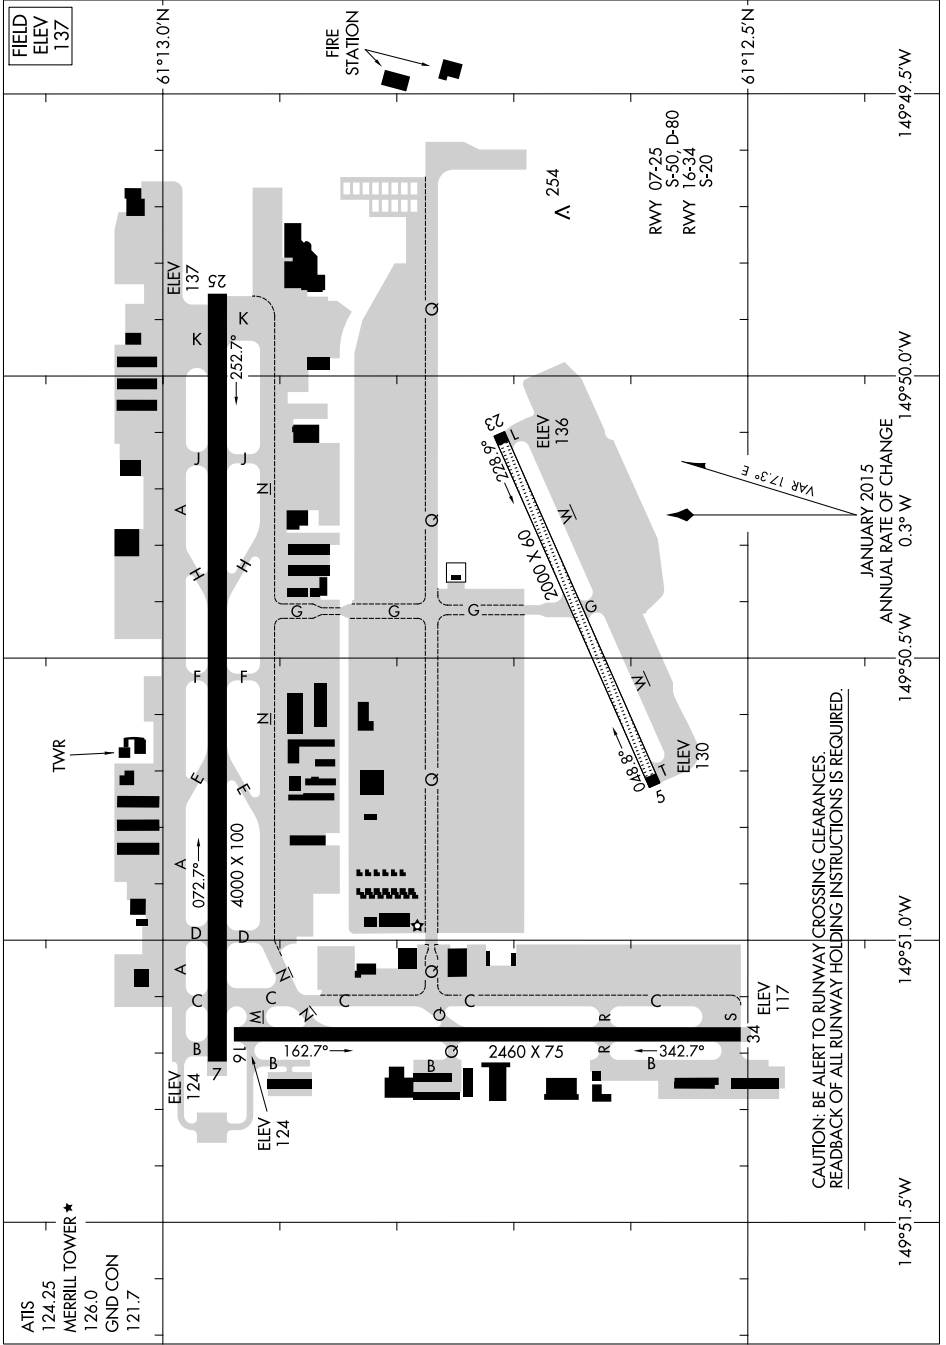 FIELD
ELEV
137
ATIS
124.25
MERRILL TOWER ★
126.0
GND CON
121.7
FIRE
STATION
61°13.0'N
61°12.5'N
149°49.5'W
149°50.0'W
149°50.5'W
149°51.0'W
149°51.5'W
RWY 07-25
S-50, D-80
RWY 16-34
S-20
254
ELEV
137
25
K
K
252.7°
J
J
A
N
H
H
Q
Q
G
G
G
G
F
F
N
TWR
E
E
A
072.7°
4000 X 100
D
D
A
N
C
C
C
C
C
M
N
B
7
ELEV
124
16
ELEV
124
B
162.7°
Q
Q
Q
Q
B
2460 X 75
R
R
342.7°
B
S
34
ELEV
117
23
T
228.9°
ELEV
136
2000 X 60
W
W
048.8°
T
5
ELEV
130
VAR 17.3° E
JANUARY 2015
ANNUAL RATE OF CHANGE
0.3° W
CAUTION: BE ALERT TO RUNWAY CROSSING CLEARANCES.
READBACK OF ALL RUNWAY HOLDING INSTRUCTIONS IS REQUIRED.